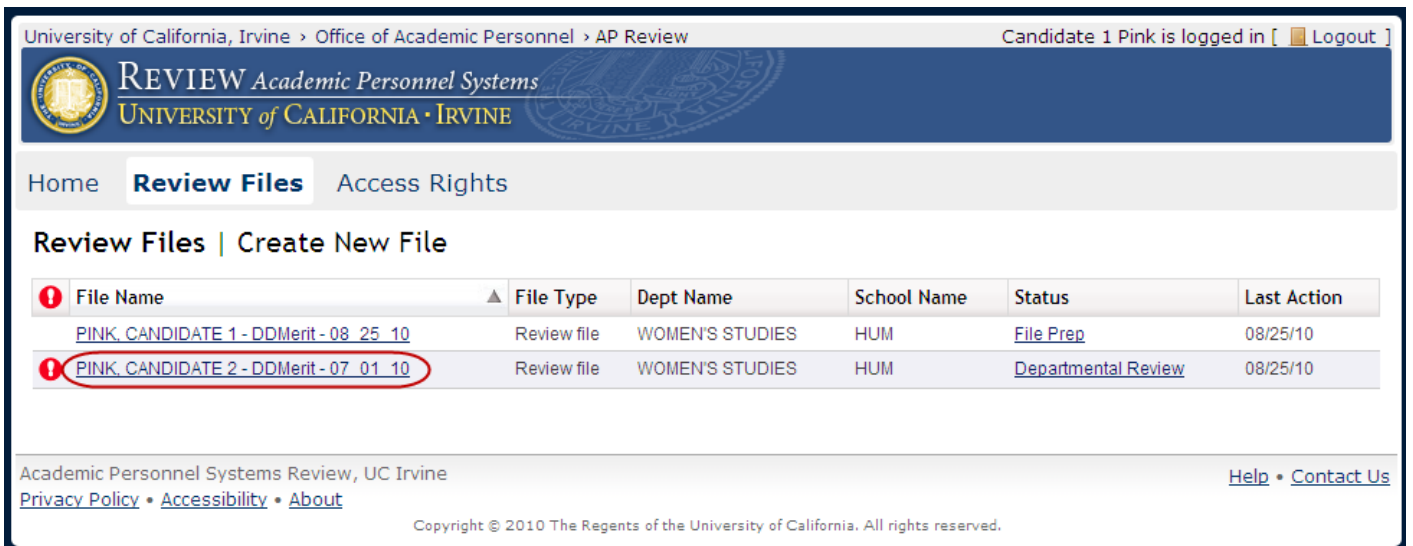 University of California, Irvine › Office of Academic Personnel › AP Review Candidate 1 Pink is logged in [ Logout ]
REVIEW Academic Personnel Systems
UNIVERSITY of CALIFORNIA · IRVINE
IRVINE
Home Review Files Access Rights
Review Files | Create New File
File Name File Type Dept Name School Name Status Last Action
PINK, CANDIDATE 1 - DDMerit - 08_25_10 Review file WOMEN'S STUDIES HUM File Prep 08/25/10
PINK, CANDIDATE 2 - DDMerit - 07_01_10 Review file WOMEN'S STUDIES HUM Departmental Review 08/25/10
Academic Personnel Systems Review, UC Irvine Help • Contact Us
Privacy Policy • Accessibility • About
Copyright © 2010 The Regents of the University of California. All rights reserved.